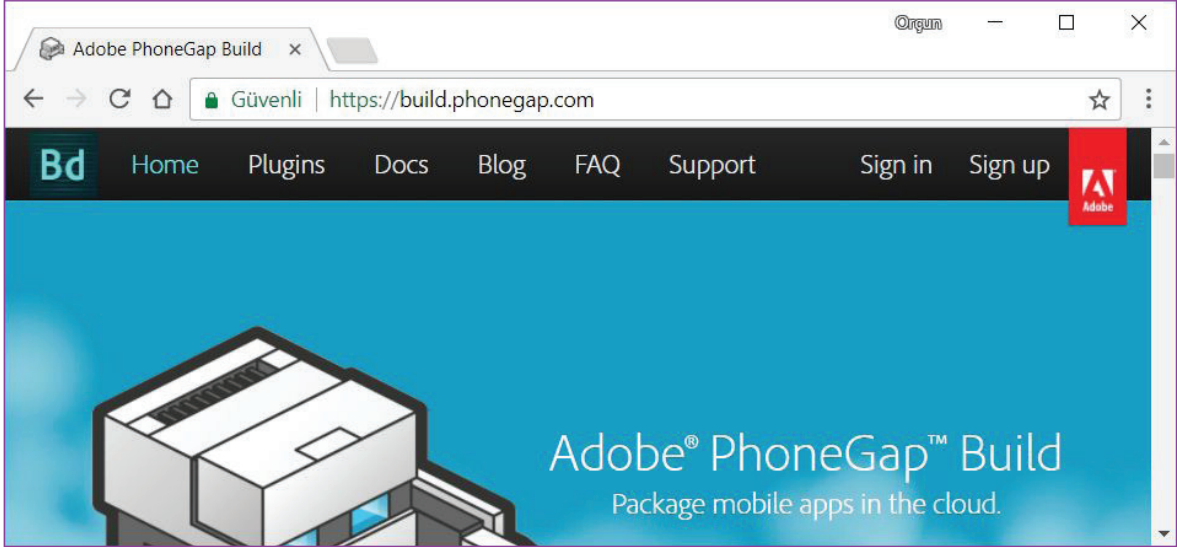 Orgun
Adobe PhoneGap Build
Güvenli | https://build.phonegap.com
Bd Home Plugins Docs Blog FAQ Support Sign in Sign up
Adobe
Adobe® PhoneGap™ Build
Package mobile apps in the cloud.